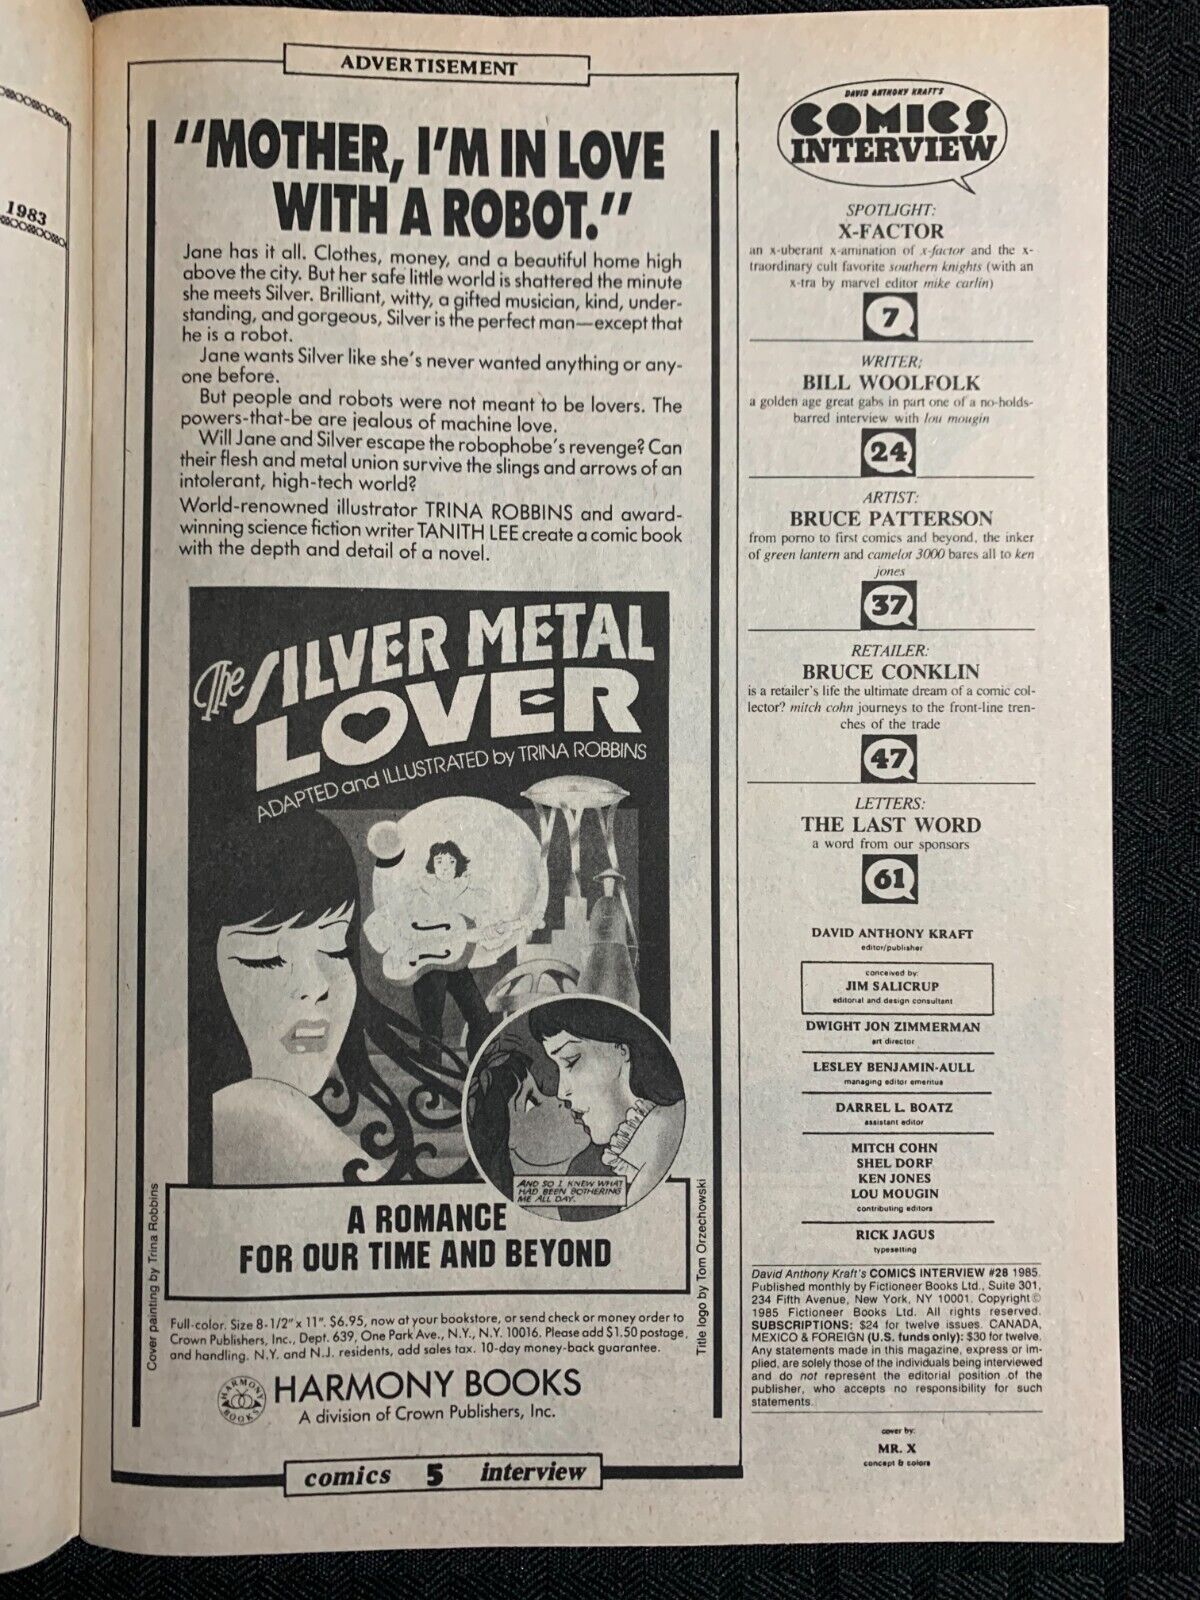 1983
ADVERTISEMENT
"MOTHER, I'M IN LOVE
WITH A ROBOT."
Jane has it all. Clothes, money, and a beautiful home high
above the city. But her safe little world is shattered the minute
she meets Silver. Brilliant, witty, a gifted musician, kind, under-
standing, and gorgeous, Silver is the perfect man—except that
he is a robot.
Jane wants Silver like she's never wanted anything or any-
one before.
But people and robots were not meant to be lovers. The
powers-that-be are jealous of machine love.
Will Jane and Silver escape the robophobe's revenge? Can
their flesh and metal union survive the slings and arrows of an
intolerant, high-tech world?
World-renowned illustrator TRINA ROBBINS and award-
winning science fiction writer TANITH LEE create a comic book
with the depth and detail of a novel.
The SILVER METAL
LOVER
ADAPTED and ILLUSTRATED by TRINA ROBBINS
AND SO I KNEW WHAT
HAD BEEN BOTHERING
ME ALL DAY.
A ROMANCE
FOR OUR TIME AND BEYOND
Cover painting by Trina Robbins
Title logo by Tom Orzechowski
Full-color. Size 8-1/2" x 11". $6.95, now at your bookstore, or send check or money order to
Crown Publishers, Inc., Dept. 639, One Park Ave., N.Y., N.Y. 10016. Please add $1.50 postage,
and handling. N.Y. and N.J. residents, add sales tax. 10-day money-back guarantee.
HARMONY BOOKS
HARMONY BOOKS
A division of Crown Publishers, Inc.
comics 5 interview
DAVID ANTHONY KRAFT'S
COMICS
INTERVIEW
SPOTLIGHT:
X-FACTOR
an x-uberant x-amination of x-factor and the x-
traordinary cult favorite southern knights (with an
x-tra by marvel editor mike carlin)
7
WRITER:
BILL WOOLFOLK
a golden age great gabs in part one of a no-holds-
barred interview with lou mougin
24
ARTIST:
BRUCE PATTERSON
from porno to first comics and beyond, the inker
of green lantern and camelot 3000 bares all to ken
jones
37
RETAILER:
BRUCE CONKLIN
is a retailer's life the ultimate dream of a comic col-
lector? mitch cohn journeys to the front-line tren-
ches of the trade
47
LETTERS:
THE LAST WORD
a word from our sponsors
61
DAVID ANTHONY KRAFT
editor/publisher
conceived by:
JIM SALICRUP
editorial and design consultant
DWIGHT JON ZIMMERMAN
art director
LESLEY BENJAMIN-AULL
managing editor emeritus
DARREL L. BOATZ
assistant editor
MITCH COHN
SHEL DORF
KEN JONES
LOU MOUGIN
contributing editors
RICK JAGUS
typesetting
David Anthony Kraft's COMICS INTERVIEW #28 1985.
Published monthly by Fictioneer Books Ltd., Suite 301,
234 Fifth Avenue, New York, NY 10001. Copyright ©
1985 Fictioneer Books Ltd. All rights reserved.
SUBSCRIPTIONS: $24 for twelve issues. CANADA,
MEXICO & FOREIGN (U.S. funds only): $30 for twelve.
Any statements made in this magazine, express or im-
plied, are solely those of the individuals being interviewed
and do not represent the editorial position of the
publisher, who accepts no responsibility for such
statements.
cover by:
MR. X
concept & colors